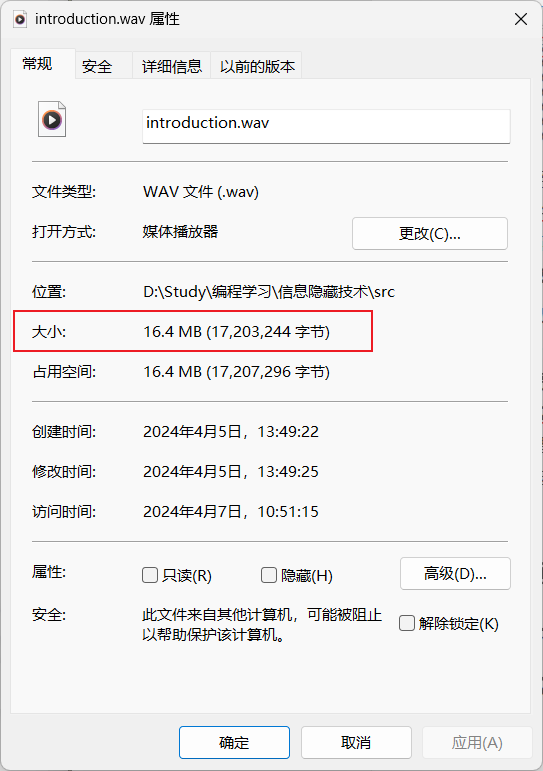 introduction.wav 属性
常规 安全 详细信息 以前的版本
introduction.wav
文件类型: WAV 文件 (.wav)
打开方式: 媒体播放器 更改(C)...
位置: D:\Study\编程学习\信息隐藏技术\src
大小: 16.4 MB (17,203,244 字节)
占用空间: 16.4 MB (17,207,296 字节)
创建时间: 2024年4月5日，13:49:22
修改时间: 2024年4月5日，13:49:25
访问时间: 2024年4月7日，10:51:15
属性: 只读(R) 隐藏(H) 高级(D)...
安全: 此文件来自其他计算机，可能被阻止
以帮助保护该计算机。 解除锁定(K)
确定 取消 应用(A)